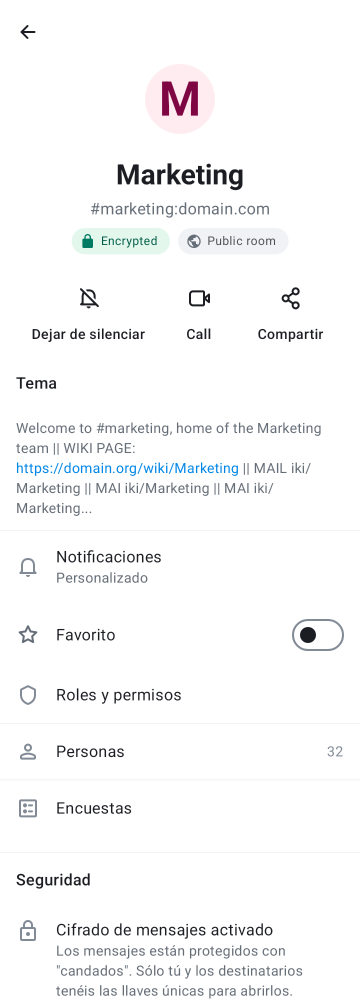 M
Marketing
#marketing:domain.com
Encrypted
Public room
Dejar de silenciar
Call
Compartir
Tema
Welcome to #marketing, home of the Marketing
team || WIKI PAGE:
https://domain.org/wiki/Marketing || MAIL iki/
Marketing || MAI iki/Marketing || MAI iki/
Marketing...
Notificaciones
Personalizado
Favorito
Roles y permisos
Personas
32
Encuestas
Seguridad
Cifrado de mensajes activado
Los mensajes están protegidos con
"candados". Sólo tú y los destinatarios
tenéis las llaves únicas para abrirlos.